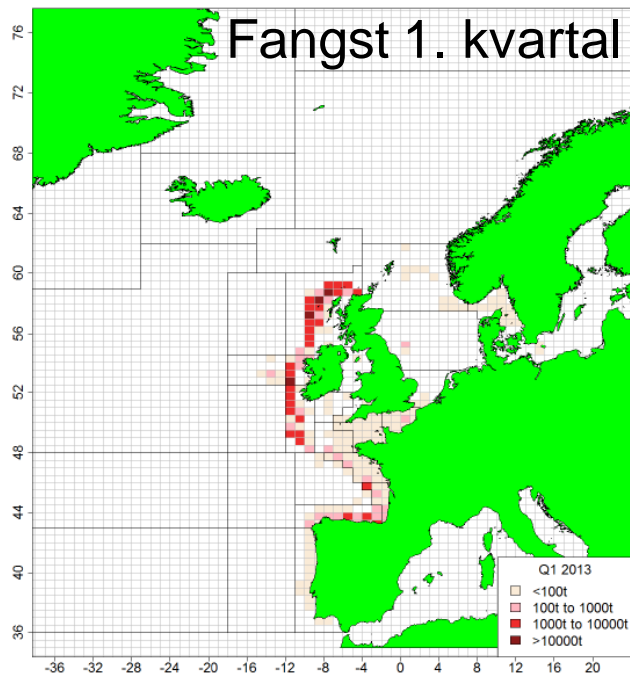 Fangst 1. kvartal
76
72
68
64
60
56
52
48
44
40
36
-36 -32 -28 -24 -20 -16 -12 -8 -4 0 4 8 12 16 20
Q1 2013
<100t
100t to 1000t
1000t to 10000t
>10000t